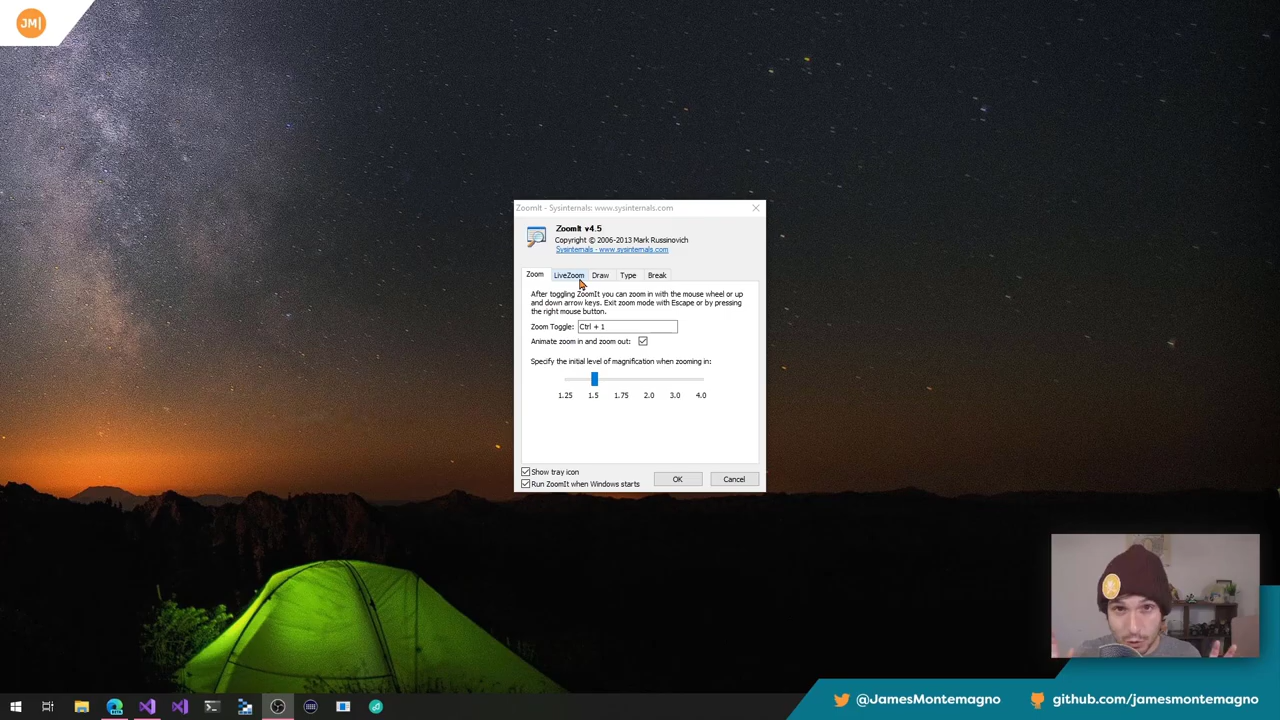 JM|
ZoomIt - Sysinternals: www.sysinternals.com
ZoomIt v4.5
Copyright © 2006-2013 Mark Russinovich
Sysinternals - www.sysinternals.com
Zoom LiveZoom Draw Type Break
After toggling ZoomIt you can zoom in with the mouse wheel or up
and down arrow keys. Exit zoom mode with Escape or by pressing
the right mouse button.
Zoom Toggle: Ctrl + 1
Animate zoom in and zoom out:
Specify the initial level of magnification when zooming in:
1.25 1.5 1.75 2.0 3.0 4.0
Show tray icon
Run ZoomIt when Windows starts
OK Cancel
@JamesMontemagno github.com/jamesmontemagno